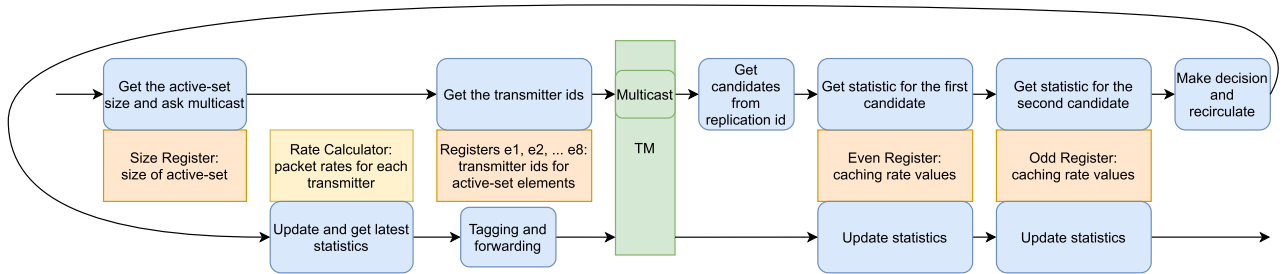 Get the active-set
size and ask multicast
Get the transmitter ids
Multicast
Get
candidates
from
replication id
Get statistic for the first
candidate
Get statistic for the
second candidate
Make decision
and
recirculate
Size Register:
size of active-set
Rate Calculator:
packet rates for each
transmitter
Registers e1, e2, ... e8:
transmitter ids for
active-set elements
TM
Even Register:
caching rate values
Odd Register:
caching rate values
Update and get latest
statistics
Tagging and
forwarding
Update statistics
Update statistics